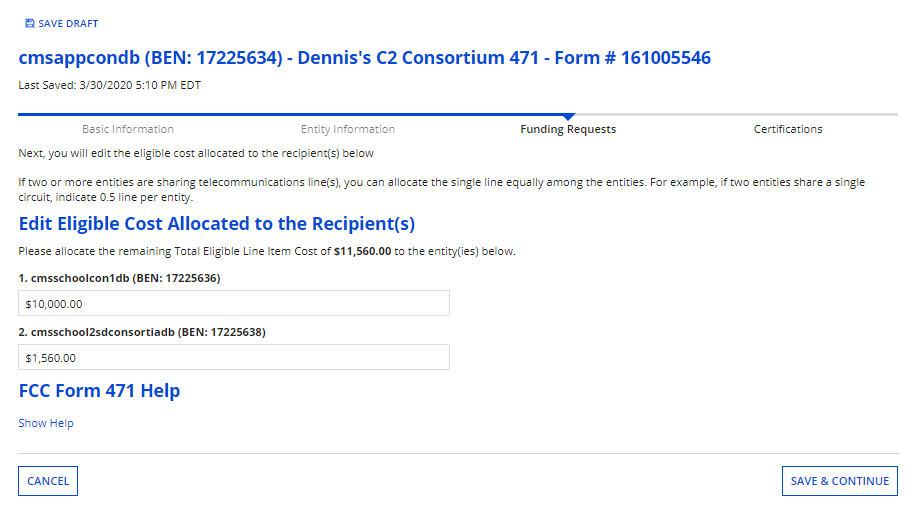 SAVE DRAFT
cmsappcondb (BEN: 17225634) - Dennis's C2 Consortium 471 - Form # 161005546
Last Saved: 3/30/2020 5:10 PM EDT
Basic Information
Entity Information
Funding Requests
Certifications
Next, you will edit the eligible cost allocated to the recipient(s) below
If two or more entities are sharing telecommunications line(s), you can allocate the single line equally among the entities. For example, if two entities share a single
circuit, indicate 0.5 line per entity.
Edit Eligible Cost Allocated to the Recipient(s)
Please allocate the remaining Total Eligible Line Item Cost of $11,560.00 to the entity(ies) below.
1. cmsschoolcon1db (BEN: 17225636)
$10,000.00
2. cmsschool2sdconsortiadb (BEN: 17225638)
$1,560.00
FCC Form 471 Help
Show Help
CANCEL
SAVE & CONTINUE